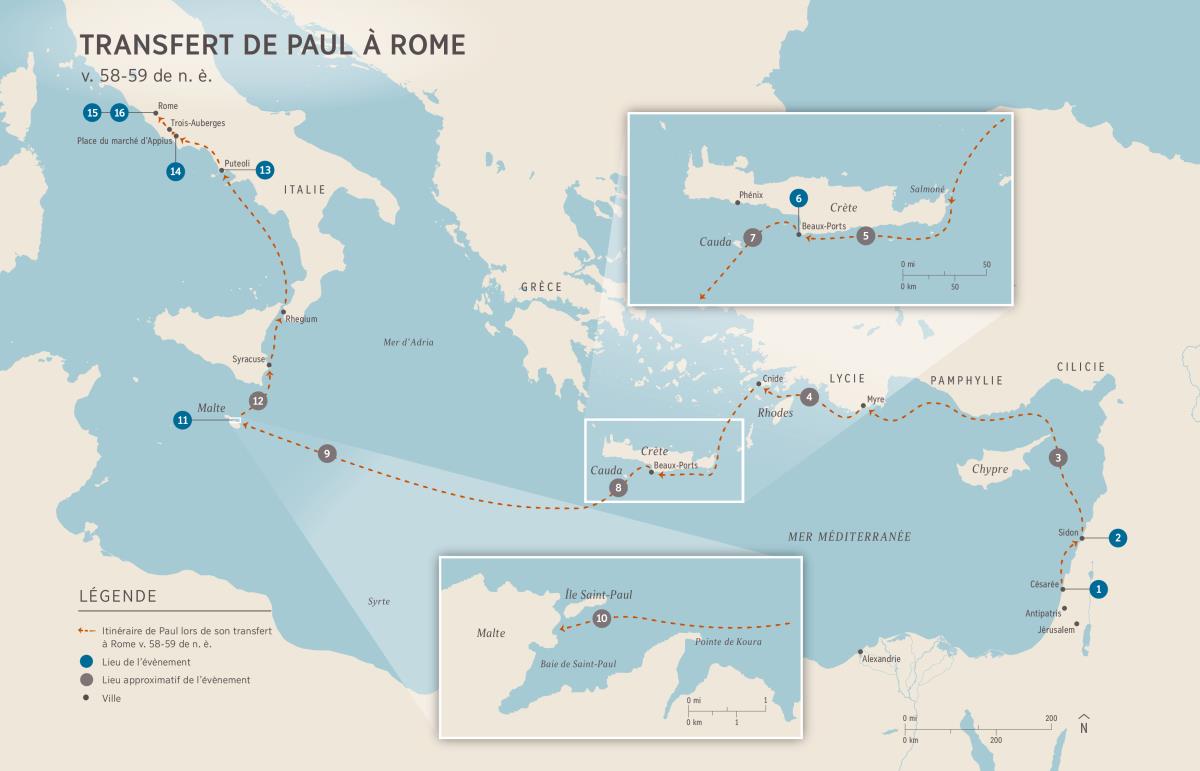 TRANSFERT DE PAUL À ROME
v. 58-59 de n. è.
15
16
Rome
Trois-Auberges
Place du marché d'Appius
14
Puteoli
13
ITALIE
Rhegium
Syracuse
12
Malte
11
9
Mer d'Adria
GRÈCE
Phénix
6
Crète
Salmoné
Beaux-Ports
Cauda
7
5
0 mi
50
0 km
50
Cnide
LYCIE
PAMPHYLIE
CILICIE
4
Rhodes
Myre
Crète
Cauda
Beaux-Ports
8
3
Chypre
MER MÉDITERRANÉE
Sidon
2
Césarée
1
Antipatris
Jérusalem
Alexandrie
Syrte
Île Saint-Paul
10
Malte
Pointe de Koura
Baie de Saint-Paul
0 mi
1
0 km
1
LÉGENDE
Itinéraire de Paul lors de son transfert
à Rome v. 58-59 de n. è.
Lieu de l'évènement
Lieu approximatif de l'évènement
Ville
0 mi
200
0 km
200
N